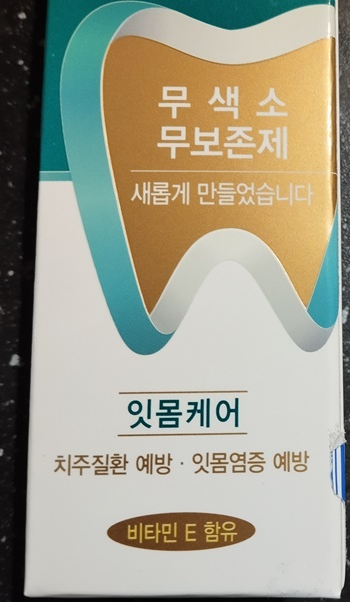 무 색 소
무보존제
새롭게 만들었습니다
잇몸케어
치주질환 예방 · 잇몸염증 예방
비타민 E 함유